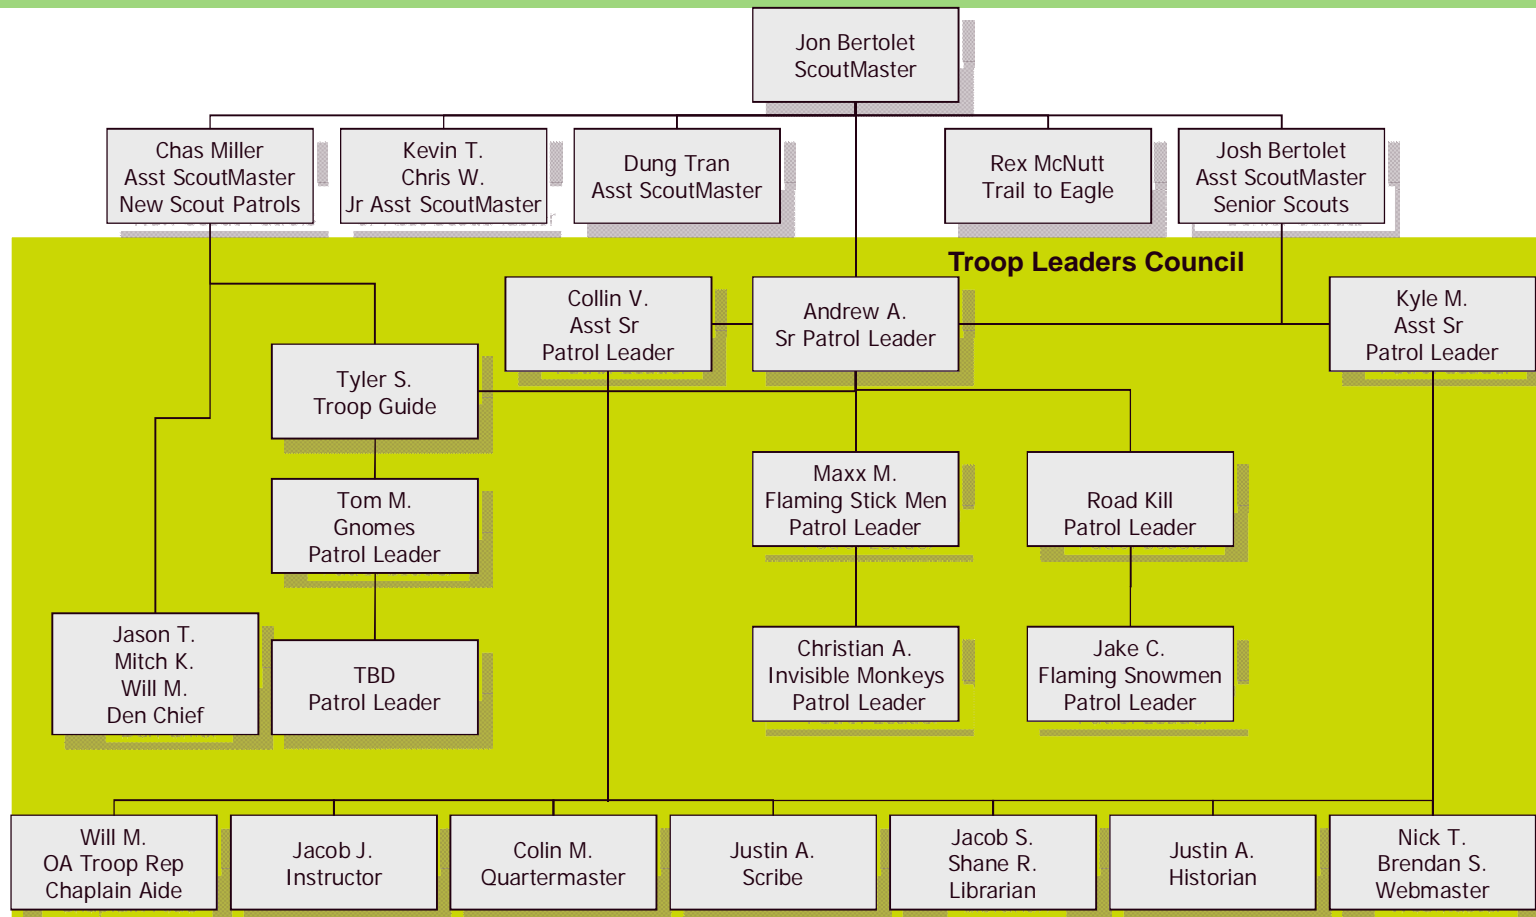 Jon Bertolet
ScoutMaster
Chas Miller
Asst ScoutMaster
New Scout Patrols
Kevin T.
Chris W.
Jr Asst ScoutMaster
Dung Tran
Asst ScoutMaster
Rex McNutt
Trail to Eagle
Josh Bertolet
Asst ScoutMaster
Senior Scouts
Troop Leaders Council
Collin V.
Asst Sr
Patrol Leader
Andrew A.
Sr Patrol Leader
Kyle M.
Asst Sr
Patrol Leader
Tyler S.
Troop Guide
Tom M.
Gnomes
Patrol Leader
Maxx M.
Flaming Stick Men
Patrol Leader
Road Kill
Patrol Leader
Jason T.
Mitch K.
Will M.
Den Chief
TBD
Patrol Leader
Christian A.
Invisible Monkeys
Patrol Leader
Jake C.
Flaming Snowmen
Patrol Leader
Will M.
OA Troop Rep
Chaplain Aide
Jacob J.
Instructor
Colin M.
Quartermaster
Justin A.
Scribe
Jacob S.
Shane R.
Librarian
Justin A.
Historian
Nick T.
Brendan S.
Webmaster